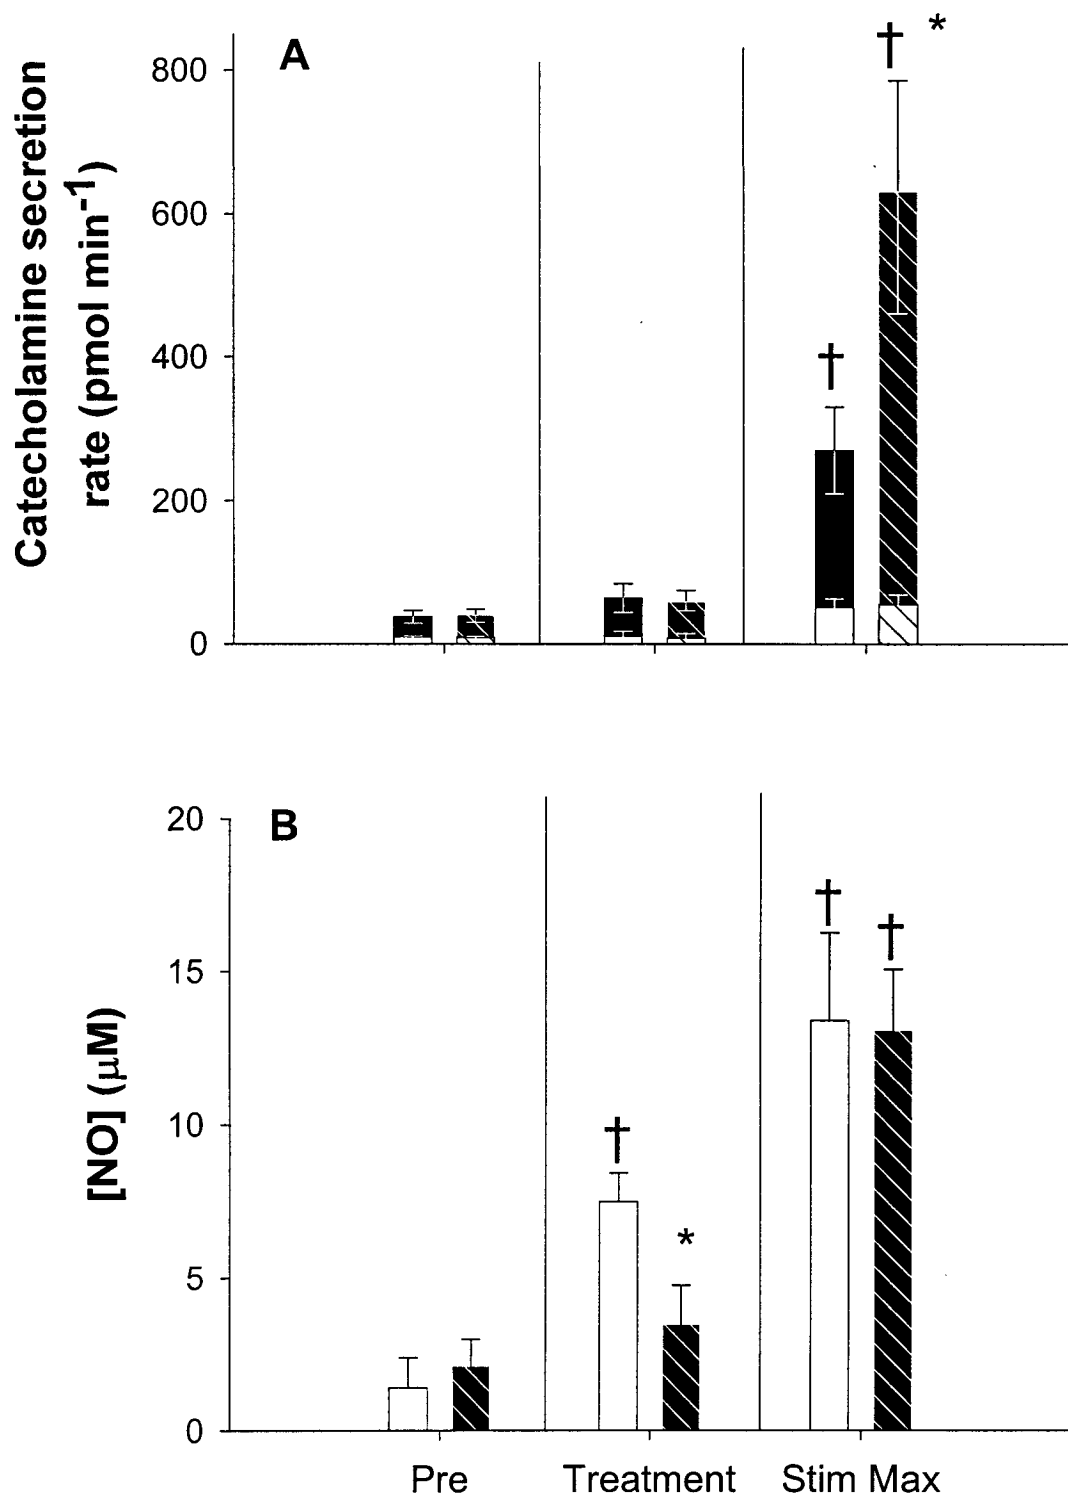 A
Catecholamine secretion
rate (pmol min-1)
800
600
400
200
0
†
† *
B
[NO] (μM)
20
15
10
5
0
†
*
†
†
Pre
Treatment
Stim Max